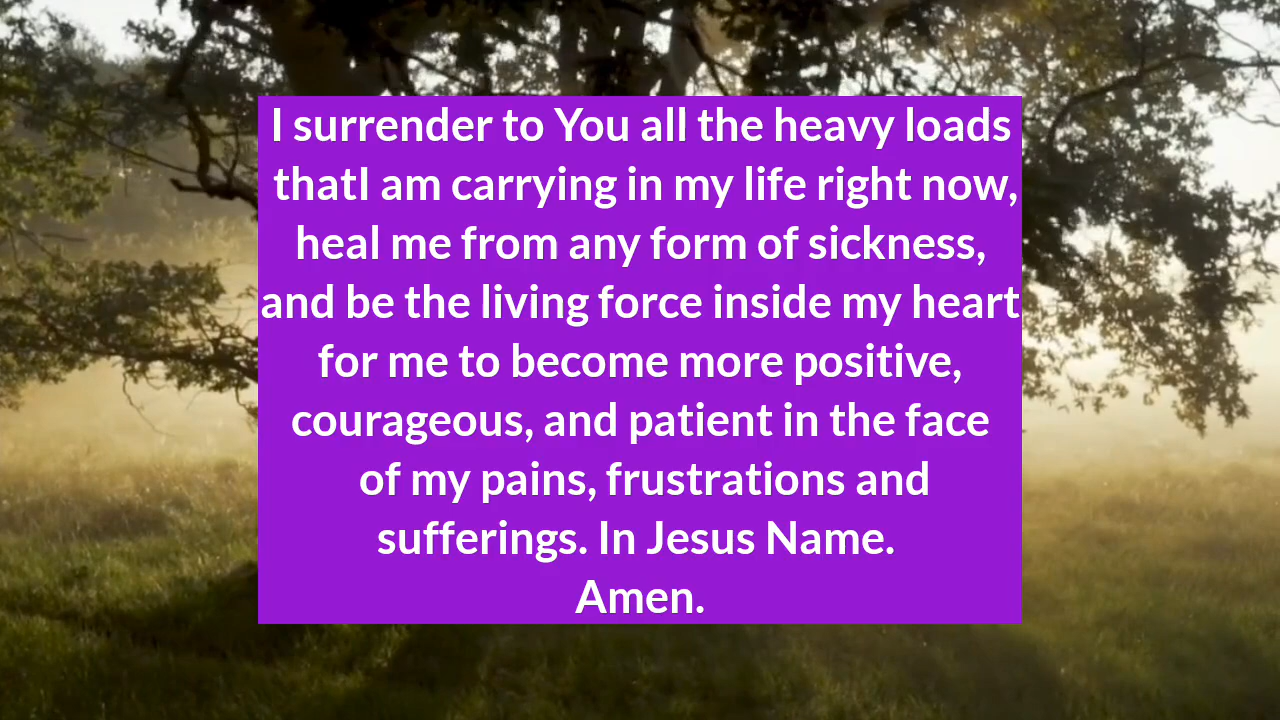 I surrender to You all the heavy loads
thatI am carrying in my life right now,
heal me from any form of sickness,
and be the living force inside my heart
for me to become more positive,
courageous, and patient in the face
of my pains, frustrations and
sufferings. In Jesus Name.
Amen.